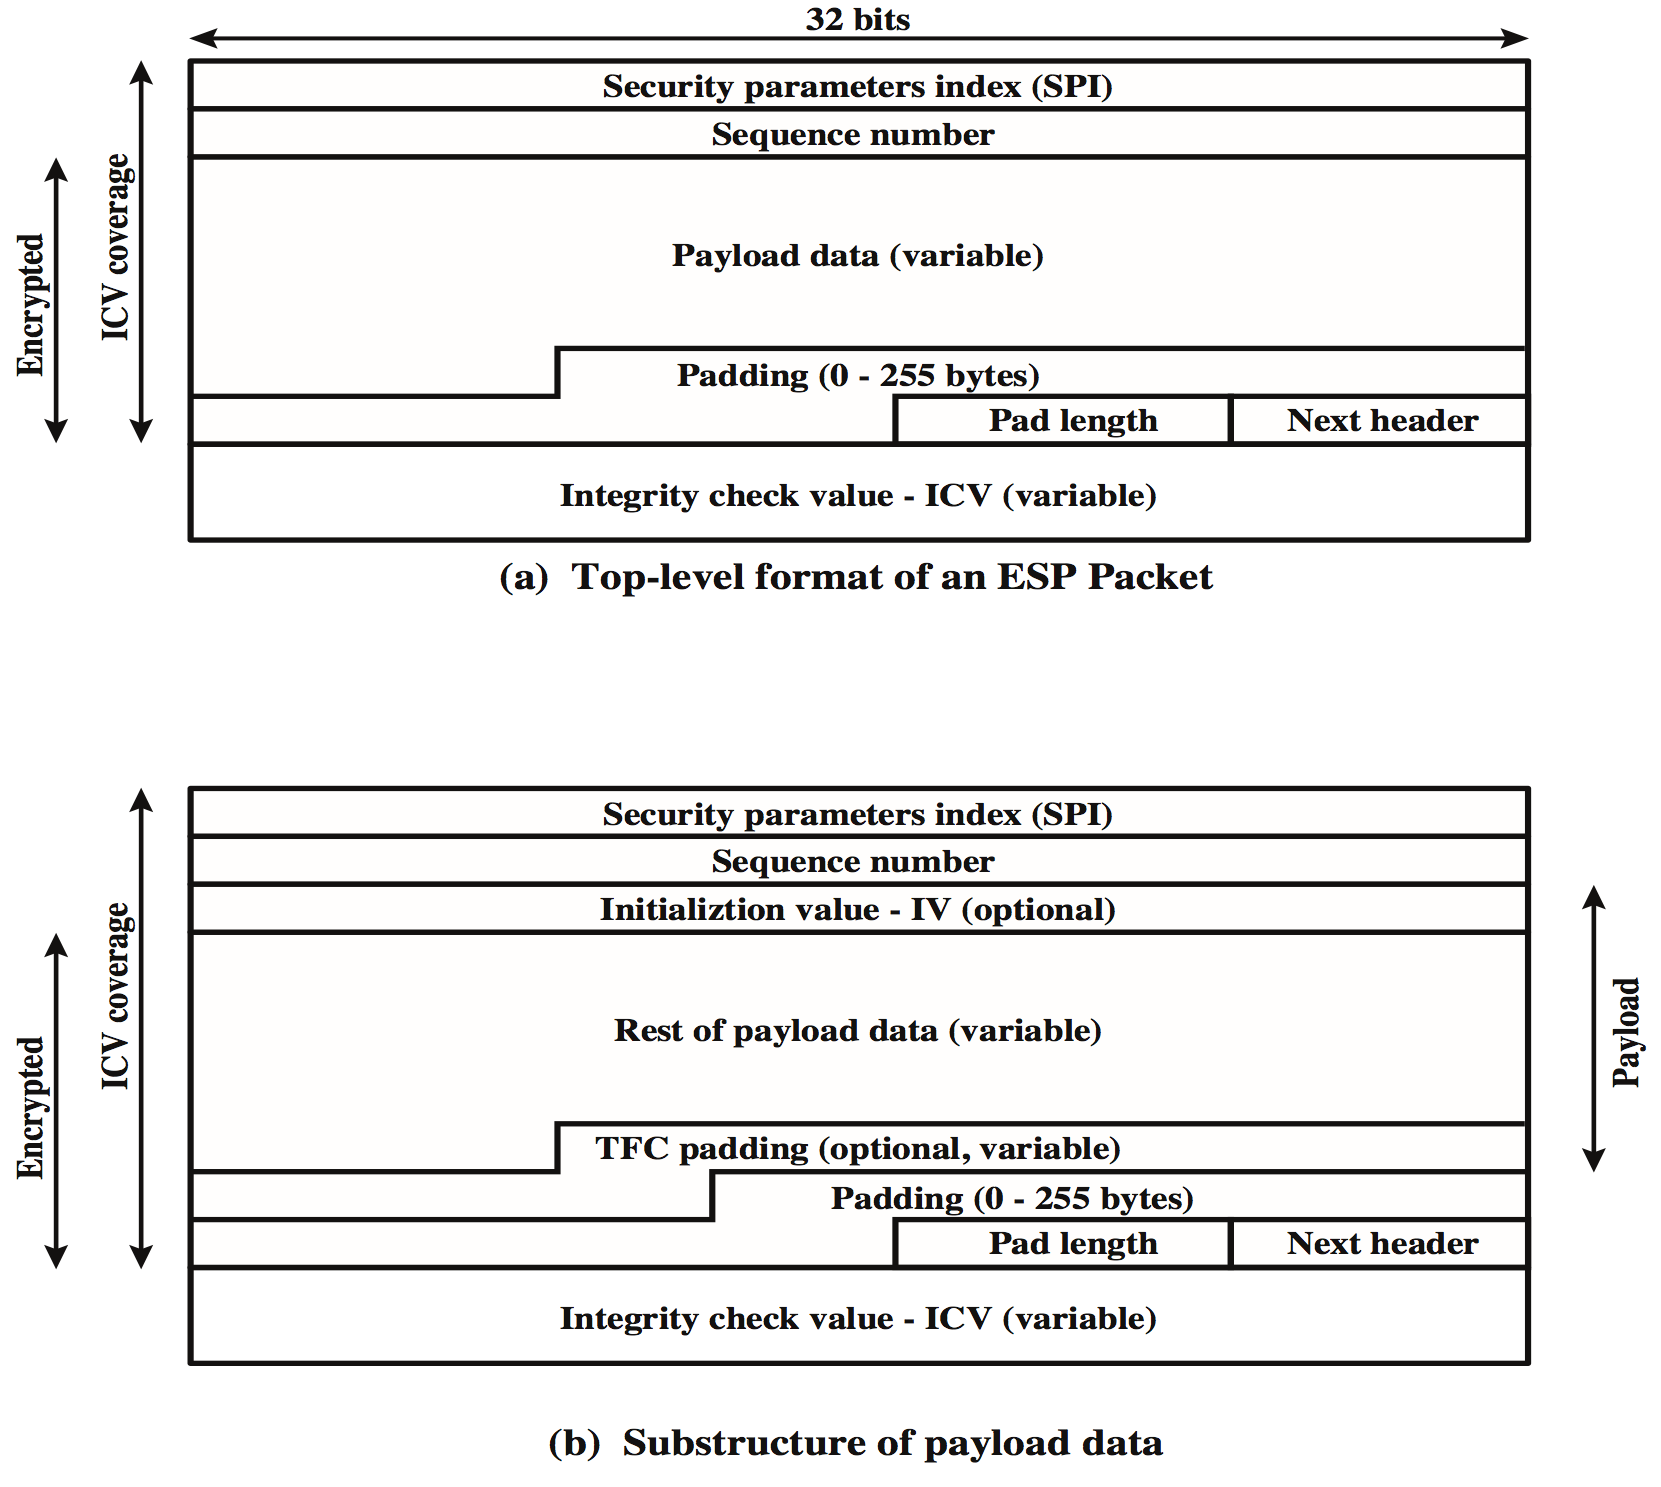 32 bits
Security parameters index (SPI)
Sequence number
Payload data (variable)
Padding (0 - 255 bytes)
Pad length
Next header
Integrity check value - ICV (variable)
Encrypted
ICV coverage
(a) Top-level format of an ESP Packet
Security parameters index (SPI)
Sequence number
Initializtion value - IV (optional)
Rest of payload data (variable)
TFC padding (optional, variable)
Padding (0 - 255 bytes)
Pad length
Next header
Integrity check value - ICV (variable)
Encrypted
ICV coverage
Payload
(b) Substructure of payload data